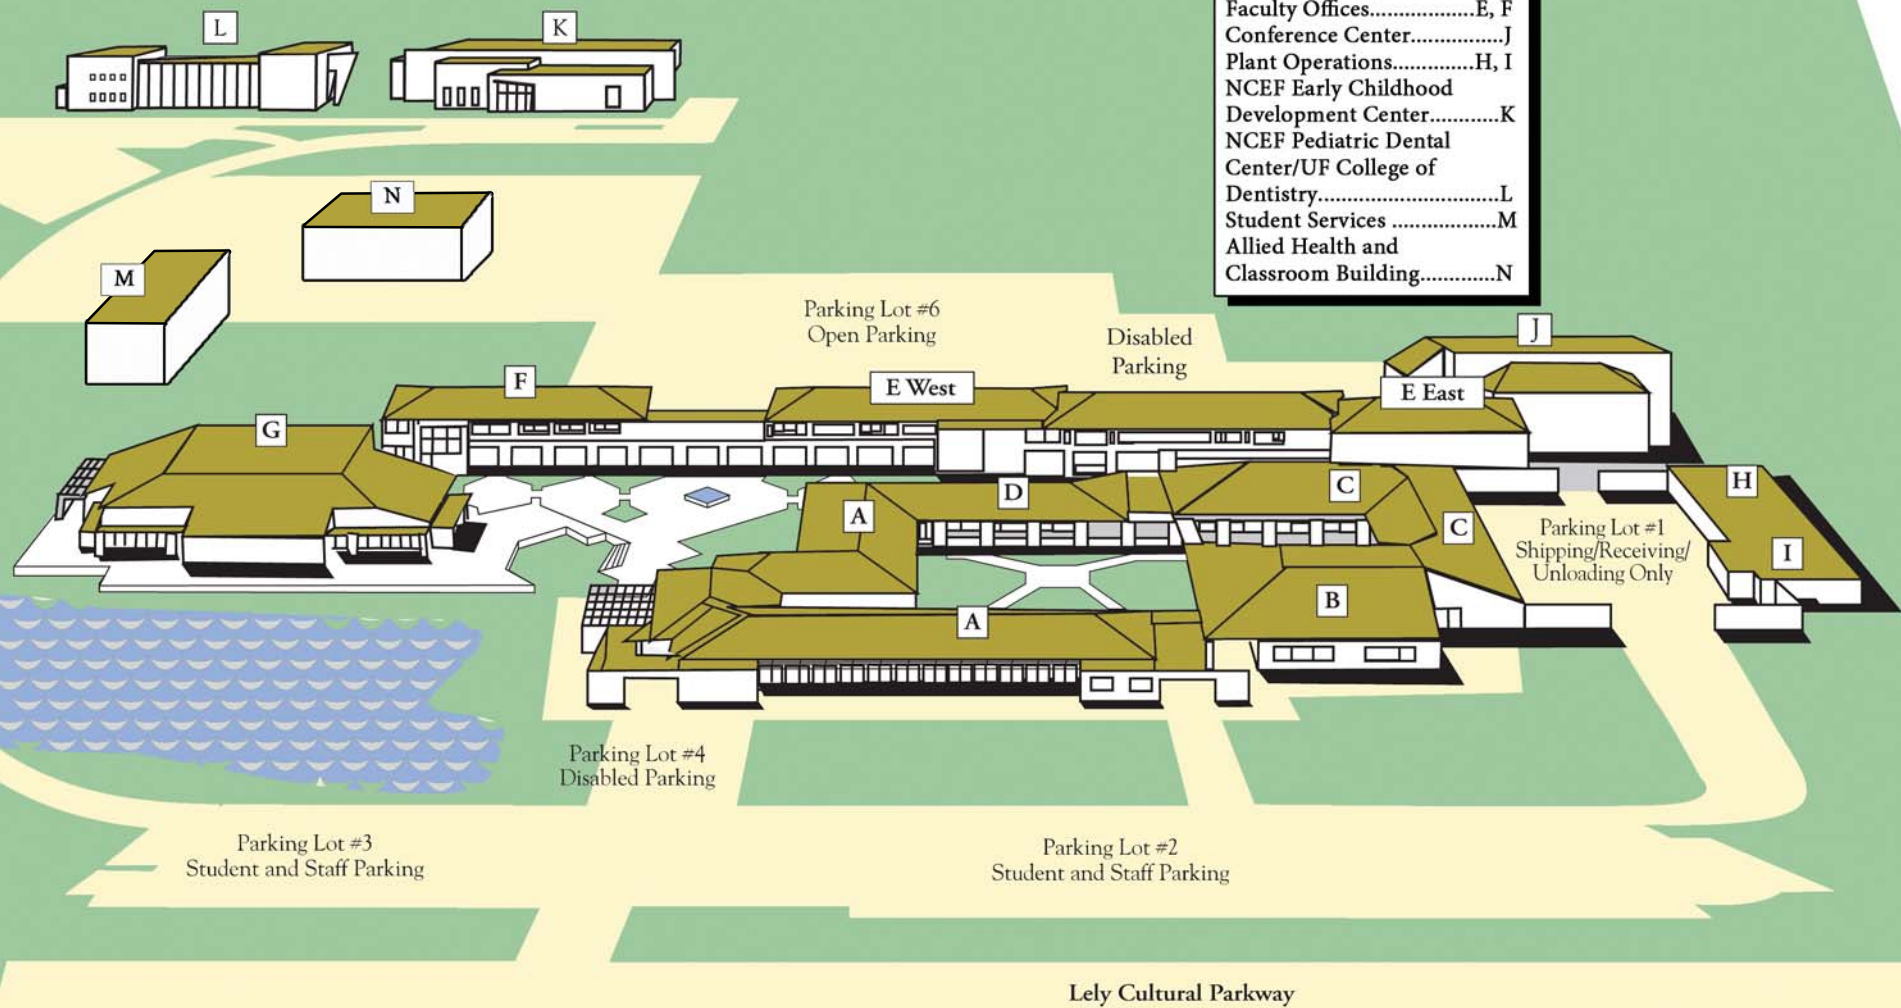 Faculty Offices..................E, F
Conference Center................J
Plant Operations..............H, I
NCEF Early Childhood
Development Center............K
NCEF Pediatric Dental
Center/UF College of
Dentistry...............................L
Student Services ..................M
Allied Health and
Classroom Building.............N
L
K
N
M
Parking Lot #6
Open Parking
Disabled
Parking
J
F
E West
E East
G
D
C
H
A
C
Parking Lot #1
Shipping/Receiving/
Unloading Only
I
B
A
Parking Lot #4
Disabled Parking
Parking Lot #3
Student and Staff Parking
Parking Lot #2
Student and Staff Parking
Lely Cultural Parkway